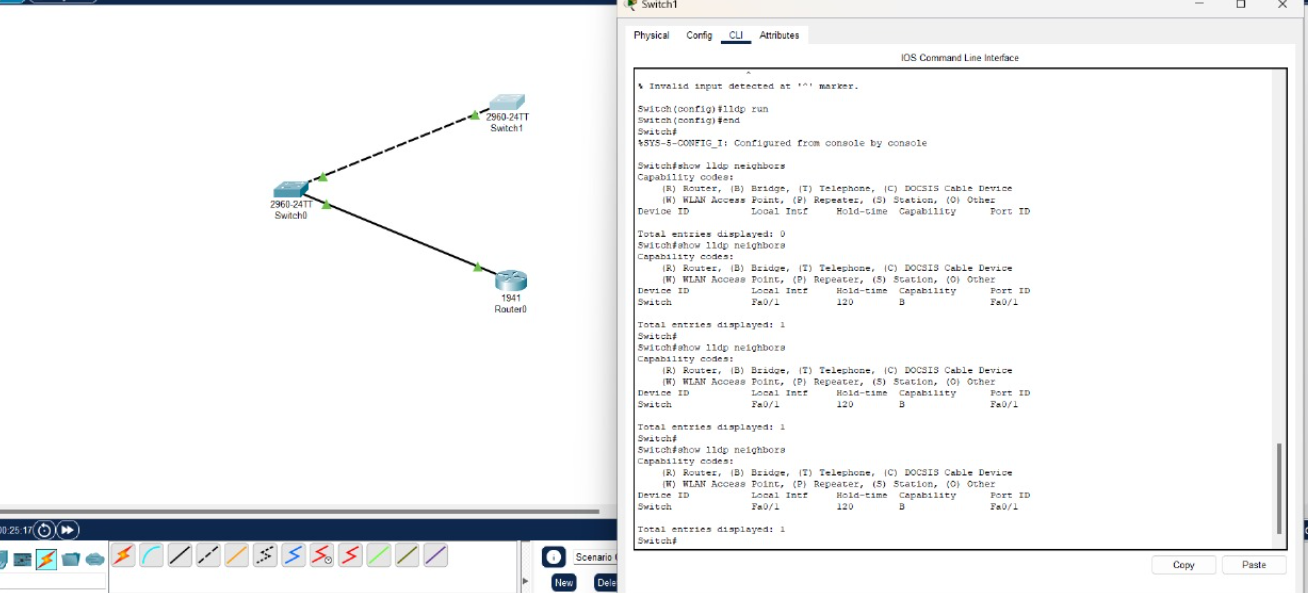 Switch1
Physical Config CLI Attributes
IOS Command Line Interface
^
% Invalid input detected at '^' marker.
Switch(config)#lldp run
Switch(config)#end
Switch#
%SYS-5-CONFIG_I: Configured from console by console
Switch#show lldp neighbors
Capability codes:
(R) Router, (B) Bridge, (T) Telephone, (C) DOCSIS Cable Device
(W) WLAN Access Point, (P) Repeater, (S) Station, (O) Other
Device ID Local Intf Hold-time Capability Port ID
Total entries displayed: 0
Switch#show lldp neighbors
Capability codes:
(R) Router, (B) Bridge, (T) Telephone, (C) DOCSIS Cable Device
(W) WLAN Access Point, (P) Repeater, (S) Station, (O) Other
Device ID Local Intf Hold-time Capability Port ID
Switch Fa0/1 120 B Fa0/1
Total entries displayed: 1
Switch#
Switch#show lldp neighbors
Capability codes:
(R) Router, (B) Bridge, (T) Telephone, (C) DOCSIS Cable Device
(W) WLAN Access Point, (P) Repeater, (S) Station, (O) Other
Device ID Local Intf Hold-time Capability Port ID
Switch Fa0/1 120 B Fa0/1
Total entries displayed: 1
Switch#
Switch#show lldp neighbors
Capability codes:
(R) Router, (B) Bridge, (T) Telephone, (C) DOCSIS Cable Device
(W) WLAN Access Point, (P) Repeater, (S) Station, (O) Other
Device ID Local Intf Hold-time Capability Port ID
Switch Fa0/1 120 B Fa0/1
Total entries displayed: 1
Switch#
Copy Paste
2960-24TT
Switch1
2960-24TT
Switch0
1941
Router0
00:25:17
Scenario
New Dele